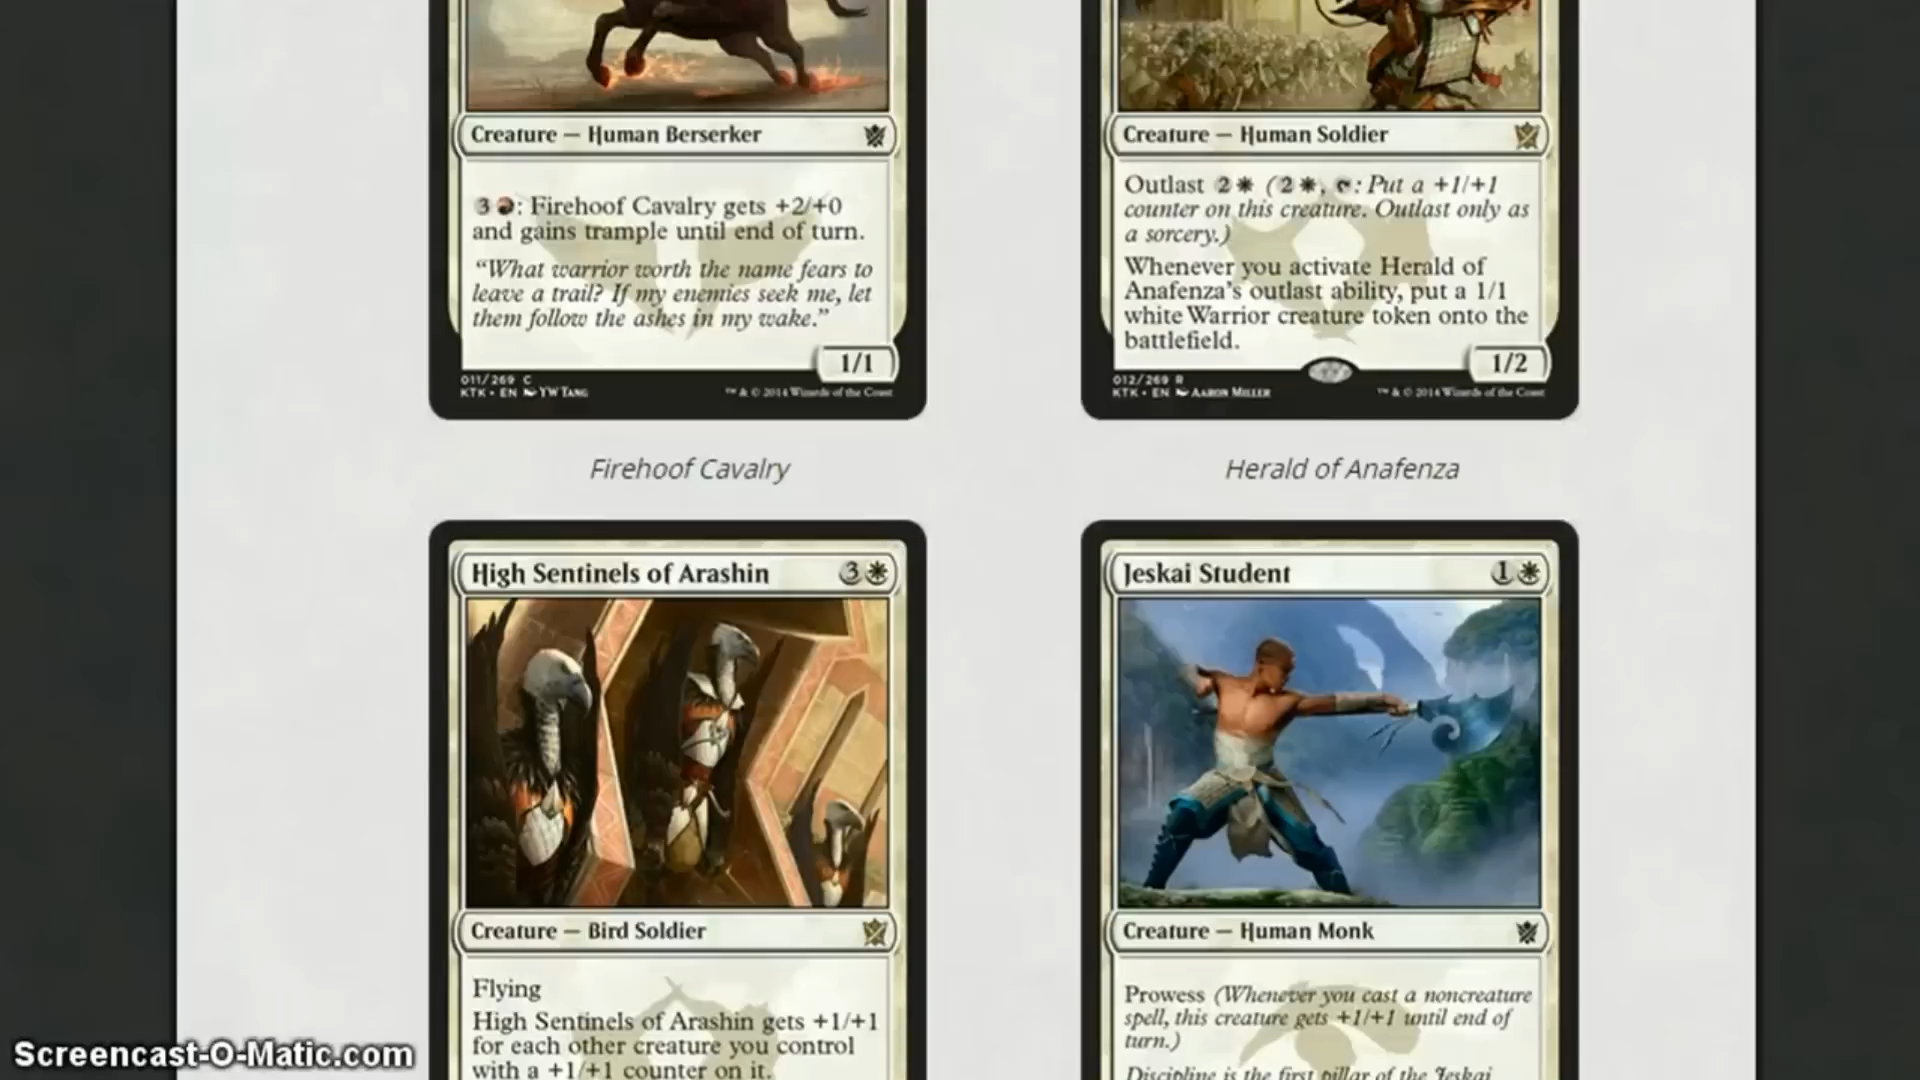 Creature — Human Berserker
3 : Firehoof Cavalry gets +2/+0
and gains trample until end of turn.
“What warrior worth the name fears to
leave a trail? If my enemies seek me, let
them follow the ashes in my wake.”
1/1
011/269 C
KTK • EN YW Tang
™ & © 2014 Wizards of the Coast
Firehoof Cavalry
Creature — Human Soldier
Outlast 2 (2 , : Put a +1/+1
counter on this creature. Outlast only as
a sorcery.)
Whenever you activate Herald of
Anafenza's outlast ability, put a 1/1
white Warrior creature token onto the
battlefield.
1/2
012/269 R
KTK • EN Aaron Miller
™ & © 2014 Wizards of the Coast
Herald of Anafenza
High Sentinels of Arashin 3
Creature — Bird Soldier
Flying
High Sentinels of Arashin gets +1/+1
for each other creature you control
with a +1/+1 counter on it.
Jeskai Student 1
Creature — Human Monk
Prowess (Whenever you cast a noncreature
spell, this creature gets +1/+1 until end of
turn.)
Discipline is the first pillar of the Jeskai
Screencast-O-Matic.com